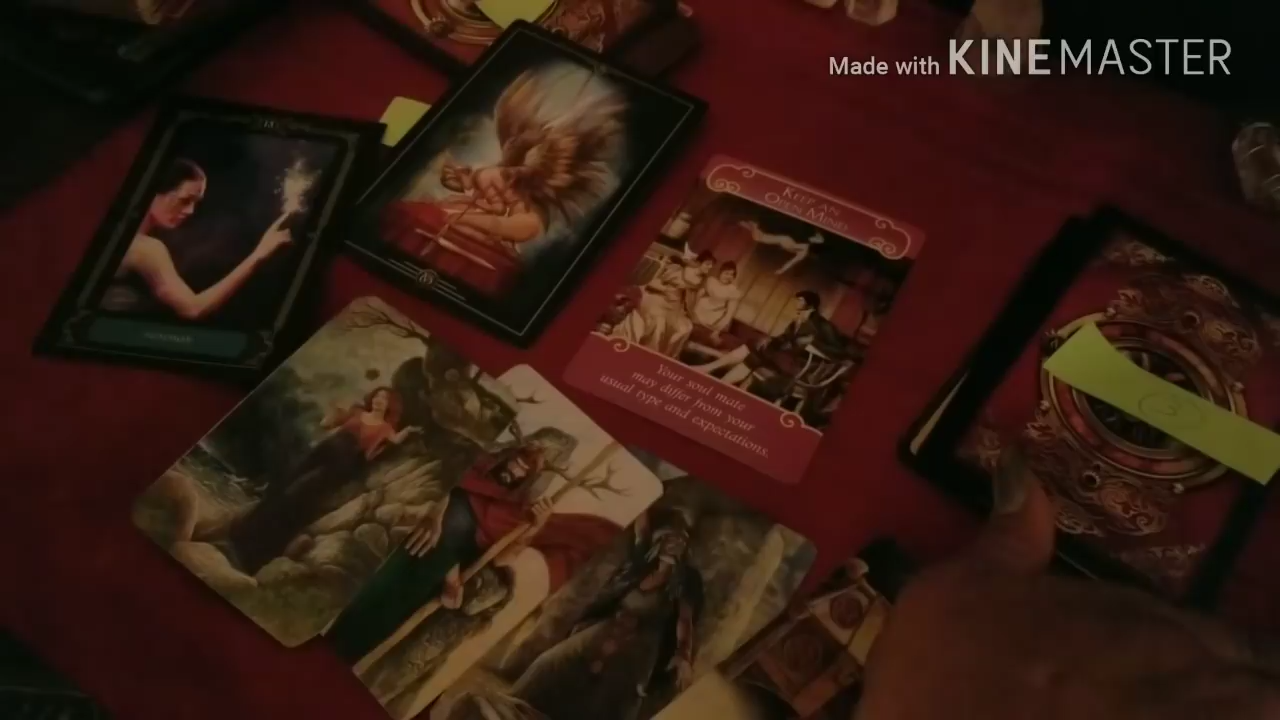 Made with KINEMASTER
KEEP AN
OPEN MIND
Your soul mate
may differ from your
usual type and expectations.